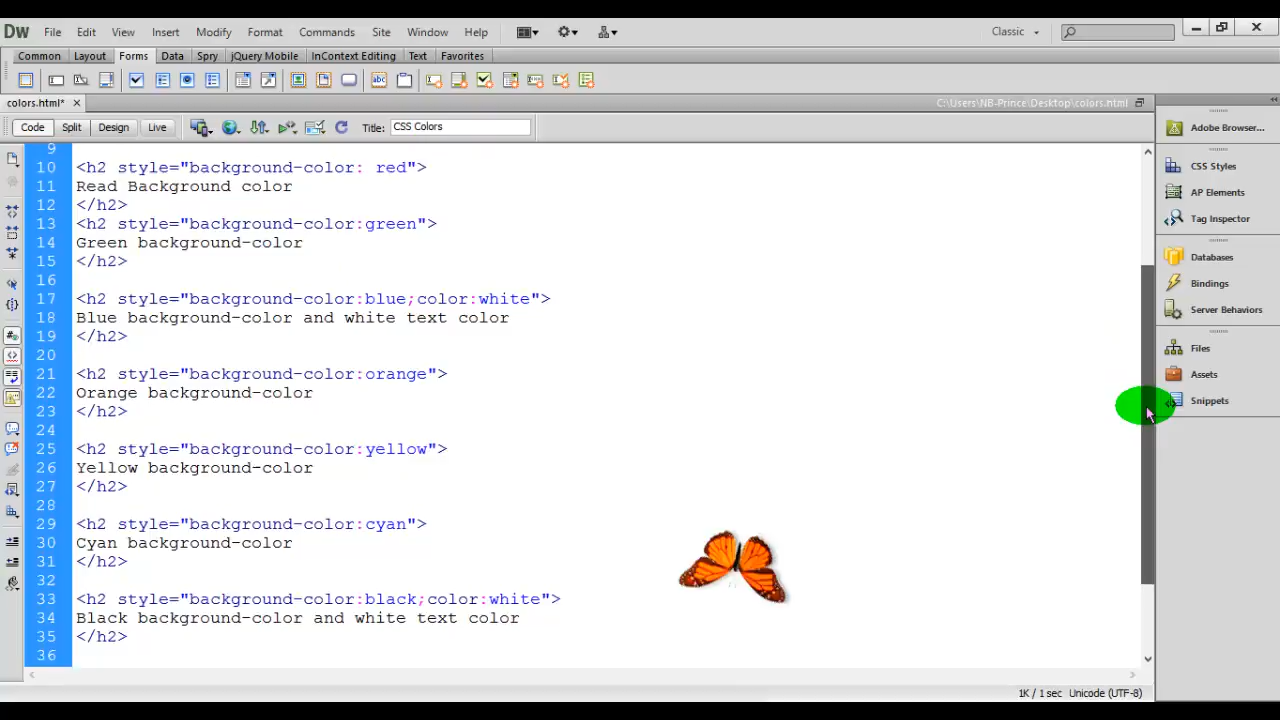 Dw File Edit View Insert Modify Format Commands Site Window Help Classic
Common Layout Forms Data Spry jQuery Mobile InContext Editing Text Favorites
abc
colors.html* C:\Users\NB-Prince\Desktop\colors.html
Code Split Design Live Title: CSS Colors
9
10 <h2 style="background-color: red">
11 Read Background color
12 </h2>
13 <h2 style="background-color:green">
14 Green background-color
15 </h2>
16
17 <h2 style="background-color:blue;color:white">
18 Blue background-color and white text color
19 </h2>
20
21 <h2 style="background-color:orange">
22 Orange background-color
23 </h2>
24
25 <h2 style="background-color:yellow">
26 Yellow background-color
27 </h2>
28
29 <h2 style="background-color:cyan">
30 Cyan background-color
31 </h2>
32
33 <h2 style="background-color:black;color:white">
34 Black background-color and white text color
35 </h2>
36
1K / 1 sec Unicode (UTF-8)
Adobe Browser...
CSS Styles
AP Elements
Tag Inspector
Databases
Bindings
Server Behaviors
Files
Assets
Snippets